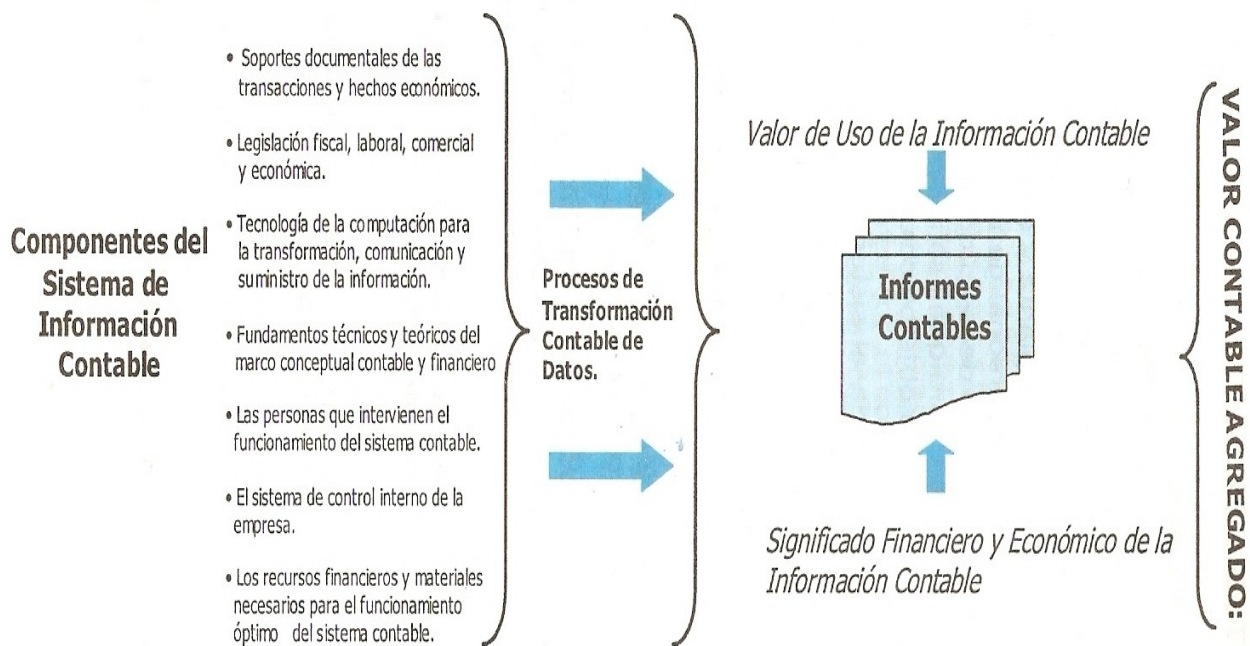 Componentes del
Sistema de
Información
Contable
• Soportes documentales de las
transacciones y hechos económicos.
• Legislación fiscal, laboral, comercial
y económica.
• Tecnología de la computación para
la transformación, comunicación y
suministro de la información.
• Fundamentos técnicos y teóricos del
marco conceptual contable y financiero
• Las personas que intervienen el
funcionamiento del sistema contable.
• El sistema de control interno de la
empresa.
• Los recursos financieros y materiales
necesarios para el funcionamiento
óptimo del sistema contable.
Procesos de
Transformación
Contable de
Datos.
Valor de Uso de la Información Contable
Informes
Contables
Significado Financiero y Económico de la
Información Contable
VALOR CONTABLE AGREGADO: